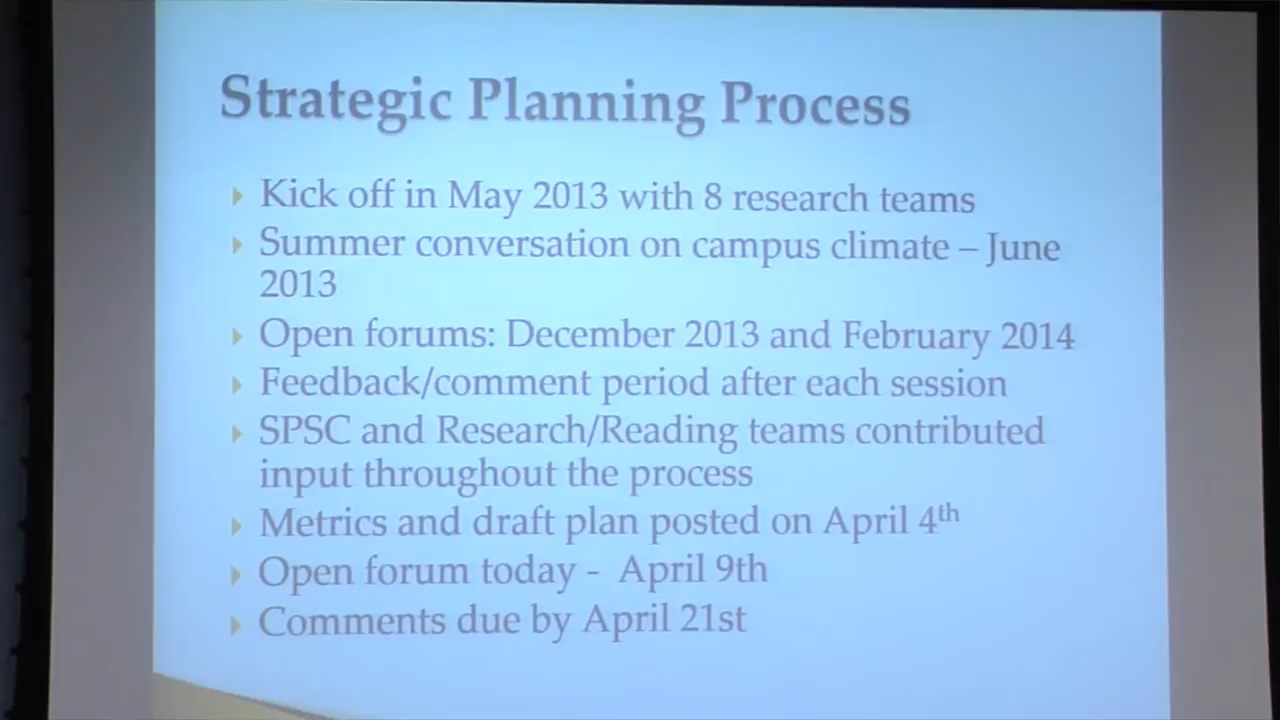 Strategic Planning Process
Kick off in May 2013 with 8 research teams
Summer conversation on campus climate – June
2013
Open forums: December 2013 and February 2014
Feedback/comment period after each session
SPSC and Research/Reading teams contributed
input throughout the process
Metrics and draft plan posted on April 4th
Open forum today - April 9th
Comments due by April 21st